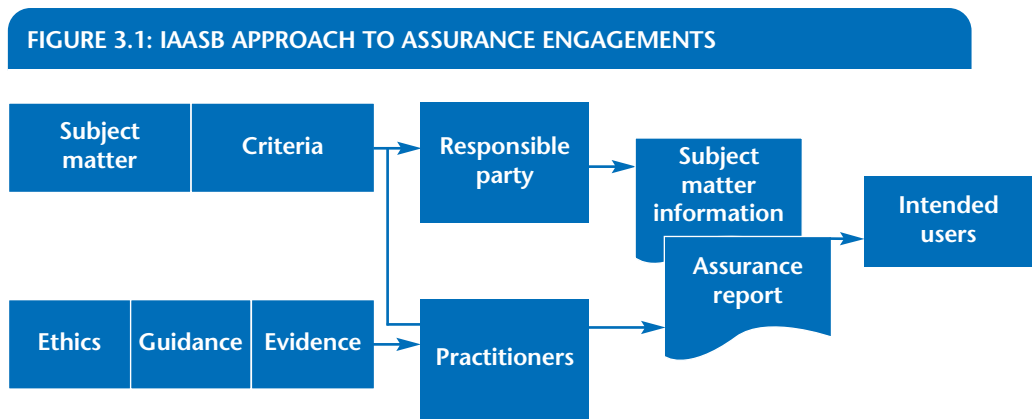 FIGURE 3.1: IAASB APPROACH TO ASSURANCE ENGAGEMENTS
Subject
matter
Criteria
Responsible
party
Subject
matter
information
Intended
users
Assurance
report
Ethics
Guidance
Evidence
Practitioners